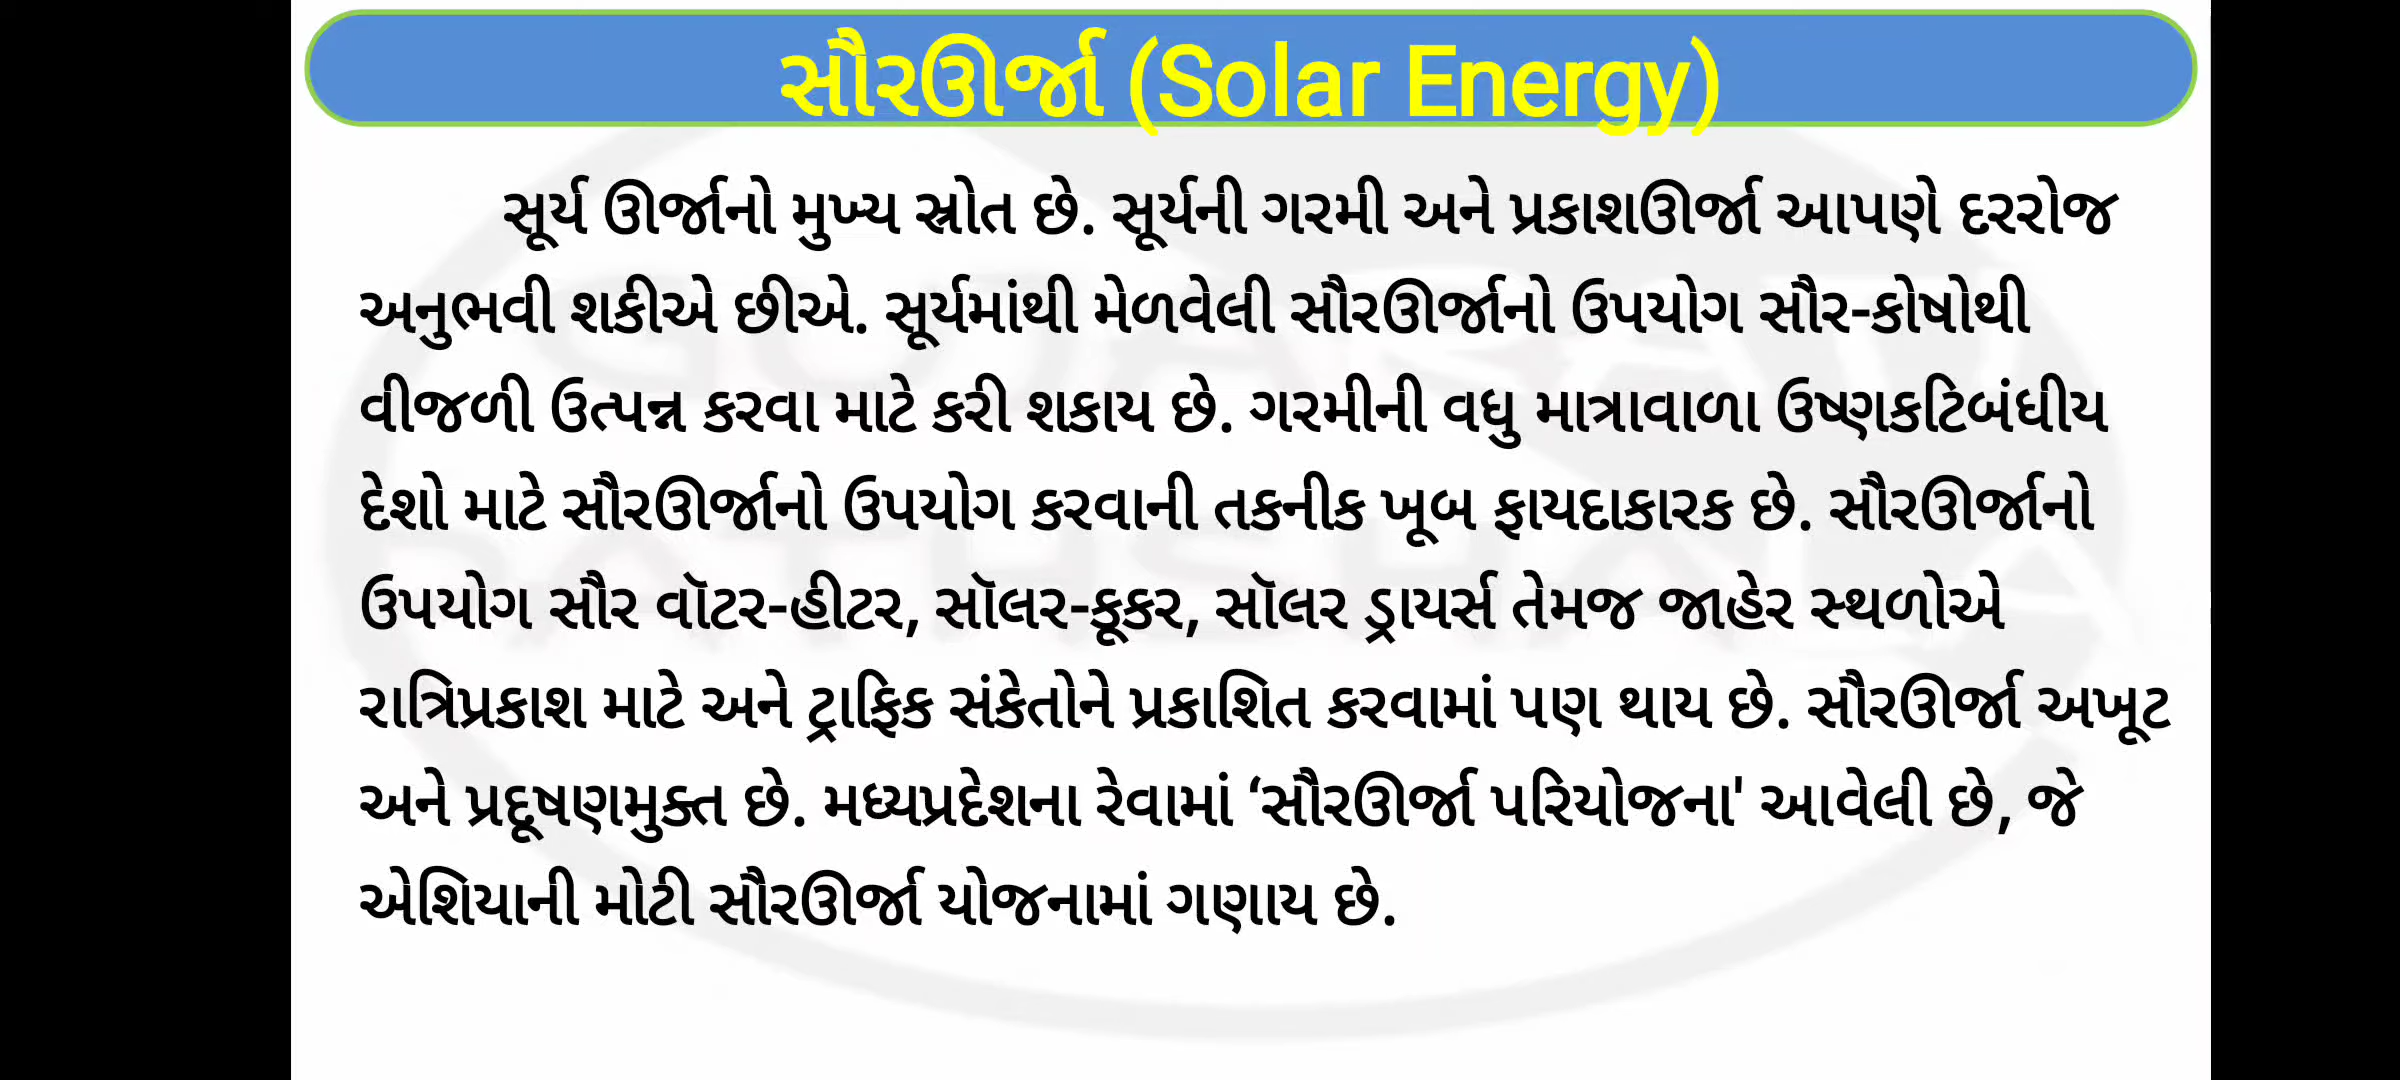 સૌરઊર્જા (Solar Energy)
સૂર્ય ઊર્જાનો મુખ્ય સ્રોત છે. સૂર્યની ગરમી અને પ્રકાશઊર્જા આપણે દરરોજ
અનુભવી શકીએ છીએ. સૂર્યમાંથી મેળવેલી સૌરઊર્જાનો ઉપયોગ સૌર-કોષોથી
વીજળી ઉત્પન્ન કરવા માટે કરી શકાય છે. ગરમીની વધુ માત્રાવાળા ઉષ્ણકટિબંધીય
દેશો માટે સૌરઊર્જાનો ઉપયોગ કરવાની તકનીક ખૂબ ફાયદાકારક છે. સૌરઊર્જાનો
ઉપયોગ સૌર વૉટર-હીટર, સૉલર-કૂકર, સૉલર ડ્રાયર્સ તેમજ જાહેર સ્થળોએ
રાત્રિપ્રકાશ માટે અને ટ્રાફિક સંકેતોને પ્રકાશિત કરવામાં પણ થાય છે. સૌરઊર્જા અખૂટ
અને પ્રદૂષણમુક્ત છે. મધ્યપ્રદેશના રેવામાં ‘સૌરઊર્જા પરિયોજના' આવેલી છે, જે
એશિયાની મોટી સૌરઊર્જા યોજનામાં ગણાય છે.
GUJARATI
PATHSHALA